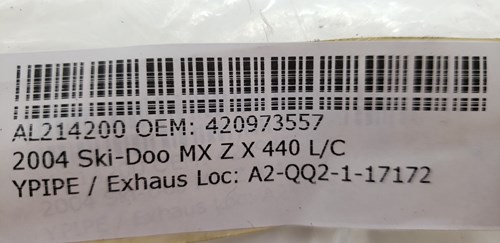 AL214200 OEM: 420973557
2004 Ski-Doo MX Z X 440 L/C
YPIPE / Exhaus Loc: A2-QQ2-1-17172